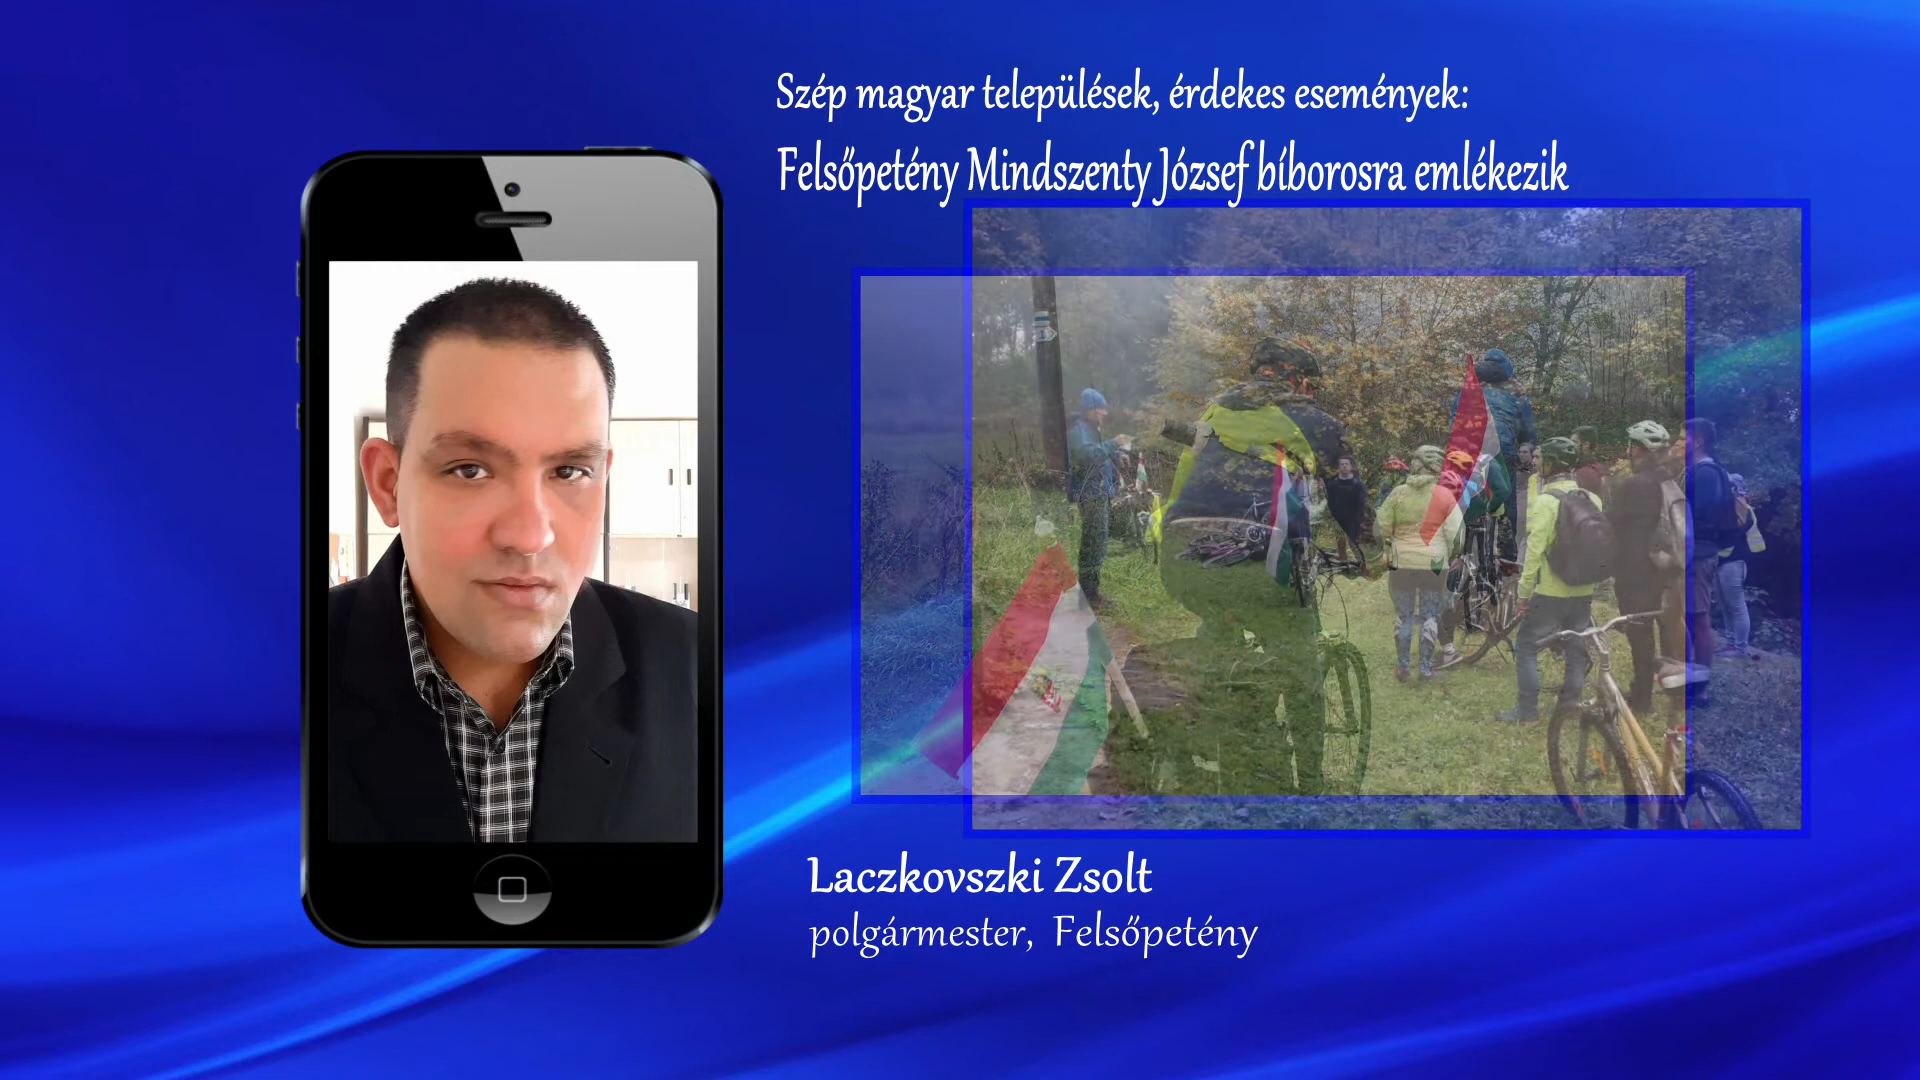 Szép magyar települések, érdekes események:
Felsőpetény Mindszenty József bíborosra emlékezik
Laczkovszki Zsolt
polgármester, Felsőpetény